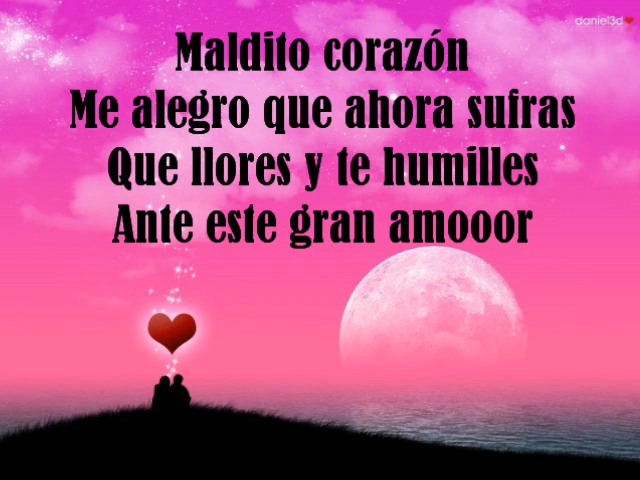 daniel3d
Maldito corazón
Me alegro que ahora sufras
Que llores y te humilles
Ante este gran amooor